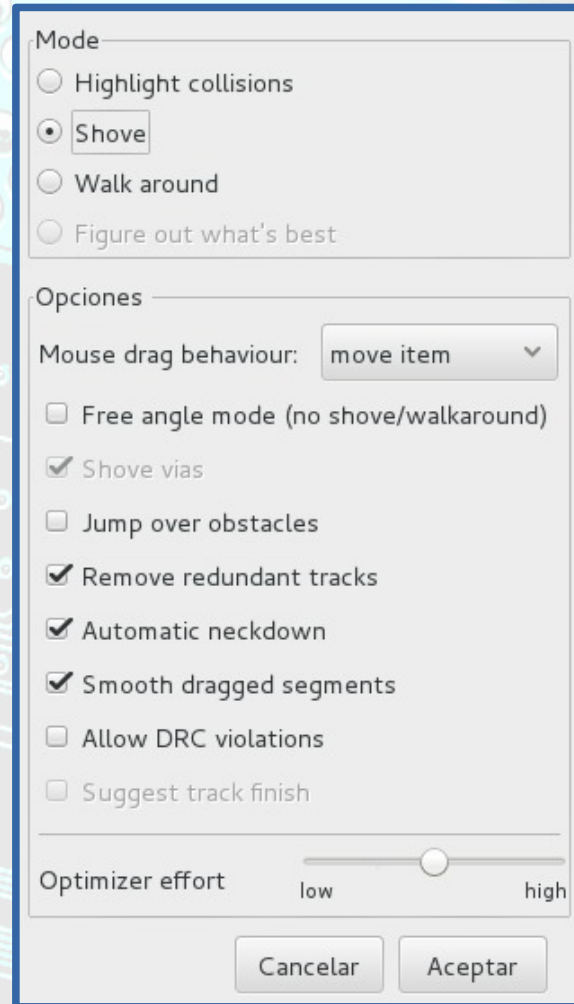 Mode
Highlight collisions
Shove
Walk around
Figure out what's best
Opciones
Mouse drag behaviour: move item
Free angle mode (no shove/walkaround)
Shove vias
Jump over obstacles
Remove redundant tracks
Automatic neckdown
Smooth dragged segments
Allow DRC violations
Suggest track finish
Optimizer effort low high
Cancelar Aceptar